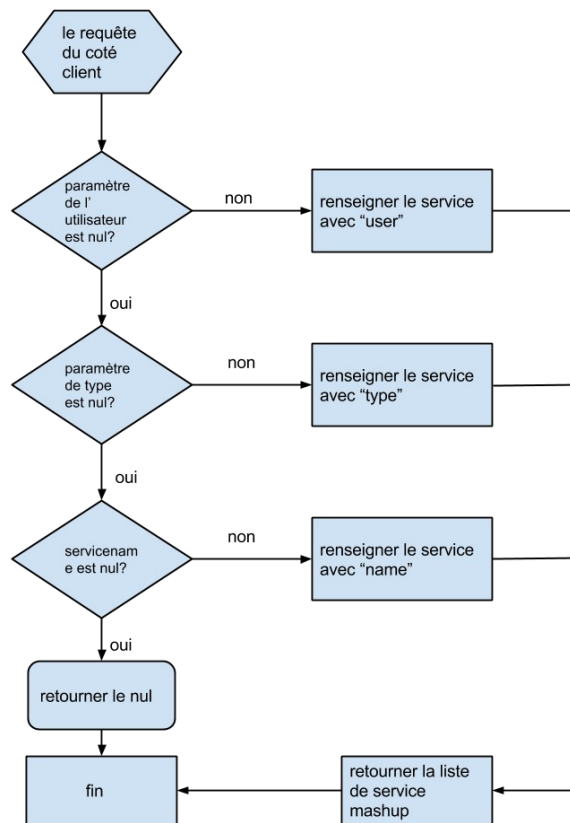 le requête
du coté
client
paramètre
de l'
utilisateur
est nul?
non
renseigner le service
avec “user”
oui
paramètre
de type
est nul?
non
renseigner le service
avec “type”
oui
servicenam
e est nul?
non
renseigner le service
avec “name”
oui
retourner le nul
fin
retourner la liste
de service
mashup